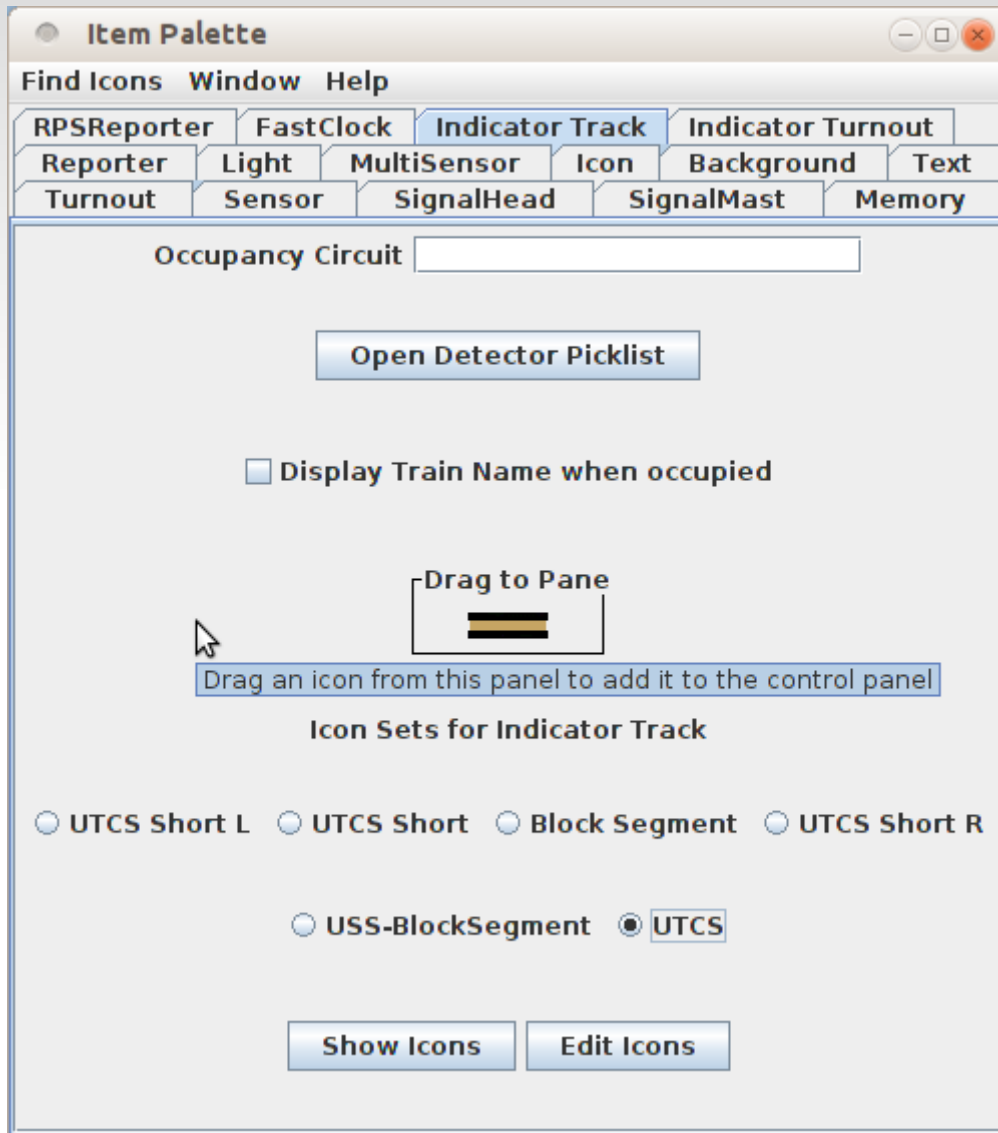 Item Palette
Find Icons Window Help
RPSReporter FastClock Indicator Track Indicator Turnout
Reporter Light MultiSensor Icon Background Text
Turnout Sensor SignalHead SignalMast Memory
Occupancy Circuit
Open Detector Picklist
Display Train Name when occupied
Drag to Pane
Drag an icon from this panel to add it to the control panel
Icon Sets for Indicator Track
UTCS Short L UTCS Short Block Segment UTCS Short R
USS-BlockSegment UTCS
Show Icons Edit Icons